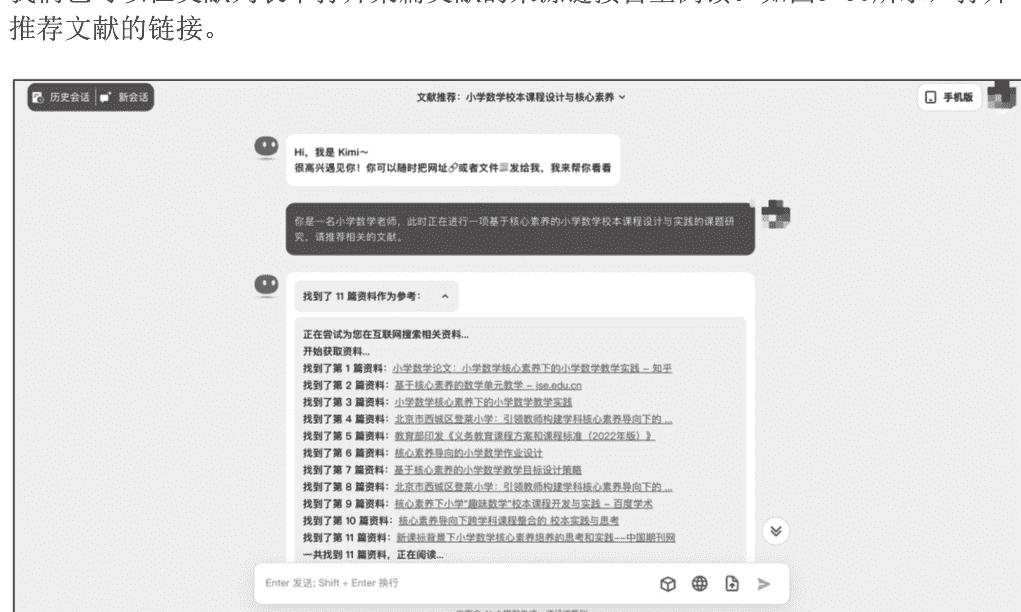 推荐文献的链接。
历史会话 新会话
文献推荐：小学数学校本课程设计与核心素养
手机版
Hi，我是 Kimi～
很高兴遇见你！你可以随时把网址🔗或者文件📄发给我，我来帮你看看
你是一名小学数学老师，此时正在进行一项基于核心素养的小学数学校本课程设计与实践的课题研
究，请推荐相关的文献。
找到了 11 篇资料作为参考：
正在尝试为您在互联网搜索相关资料...
开始获取资料...
找到了第 1 篇资料：小学数学论文：小学数学核心素养下的小学数学教学实践 – 知乎
找到了第 2 篇资料：基于核心素养的数学单元教学 – jse.edu.cn
找到了第 3 篇资料：小学数学核心素养下的小学数学教学实践
找到了第 4 篇资料：北京市西城区登莱小学：引领教师构建学科核心素养导向下的 ...
找到了第 5 篇资料：教育部印发《义务教育课程方案和课程标准（2022年版）》
找到了第 6 篇资料：核心素养导向的小学数学作业设计
找到了第 7 篇资料：基于核心素养的小学数学教学目标设计策略
找到了第 8 篇资料：北京市西城区登莱小学：引领教师构建学科核心素养导向下的 ...
找到了第 9 篇资料：核心素养下小学“趣味数学”校本课程开发与实践 – 百度学术
找到了第 10 篇资料：核心素养导向下跨学科课程整合的 校本实践与思考
找到了第 11 篇资料：新课标背景下小学数学核心素养培养的思考和实践-–中国期刊网
一共找到 11 篇资料，正在阅读...
Enter 发送; Shift + Enter 换行